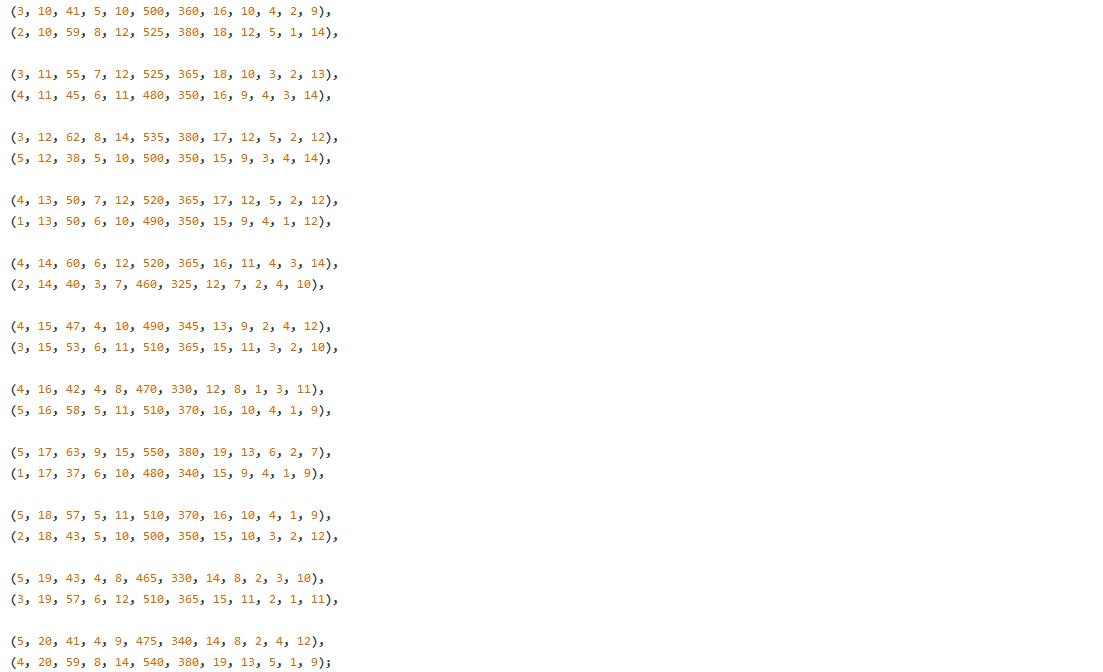 (3, 10, 41, 5, 10, 500, 360, 16, 10, 4, 2, 9),
(2, 10, 59, 8, 12, 525, 380, 18, 12, 5, 1, 14),
(3, 11, 55, 7, 12, 525, 365, 18, 10, 3, 2, 13),
(4, 11, 45, 6, 11, 480, 350, 16, 9, 4, 3, 14),
(3, 12, 62, 8, 14, 535, 380, 17, 12, 5, 2, 12),
(5, 12, 38, 5, 10, 500, 350, 15, 9, 3, 4, 14),
(4, 13, 50, 7, 12, 520, 365, 17, 12, 5, 2, 12),
(1, 13, 50, 6, 10, 490, 350, 15, 9, 4, 1, 12),
(4, 14, 60, 6, 12, 520, 365, 16, 11, 4, 3, 14),
(2, 14, 40, 3, 7, 460, 325, 12, 7, 2, 4, 10),
(4, 15, 47, 4, 10, 490, 345, 13, 9, 2, 4, 12),
(3, 15, 53, 6, 11, 510, 365, 15, 11, 3, 2, 10),
(4, 16, 42, 4, 8, 470, 330, 12, 8, 1, 3, 11),
(5, 16, 58, 5, 11, 510, 370, 16, 10, 4, 1, 9),
(5, 17, 63, 9, 15, 550, 380, 19, 13, 6, 2, 7),
(1, 17, 37, 6, 10, 480, 340, 15, 9, 4, 1, 9),
(5, 18, 57, 5, 11, 510, 370, 16, 10, 4, 1, 9),
(2, 18, 43, 5, 10, 500, 350, 15, 10, 3, 2, 12),
(5, 19, 43, 4, 8, 465, 330, 14, 8, 2, 3, 10),
(3, 19, 57, 6, 12, 510, 365, 15, 11, 2, 1, 11),
(5, 20, 41, 4, 9, 475, 340, 14, 8, 2, 4, 12),
(4, 20, 59, 8, 14, 540, 380, 19, 13, 5, 1, 9);